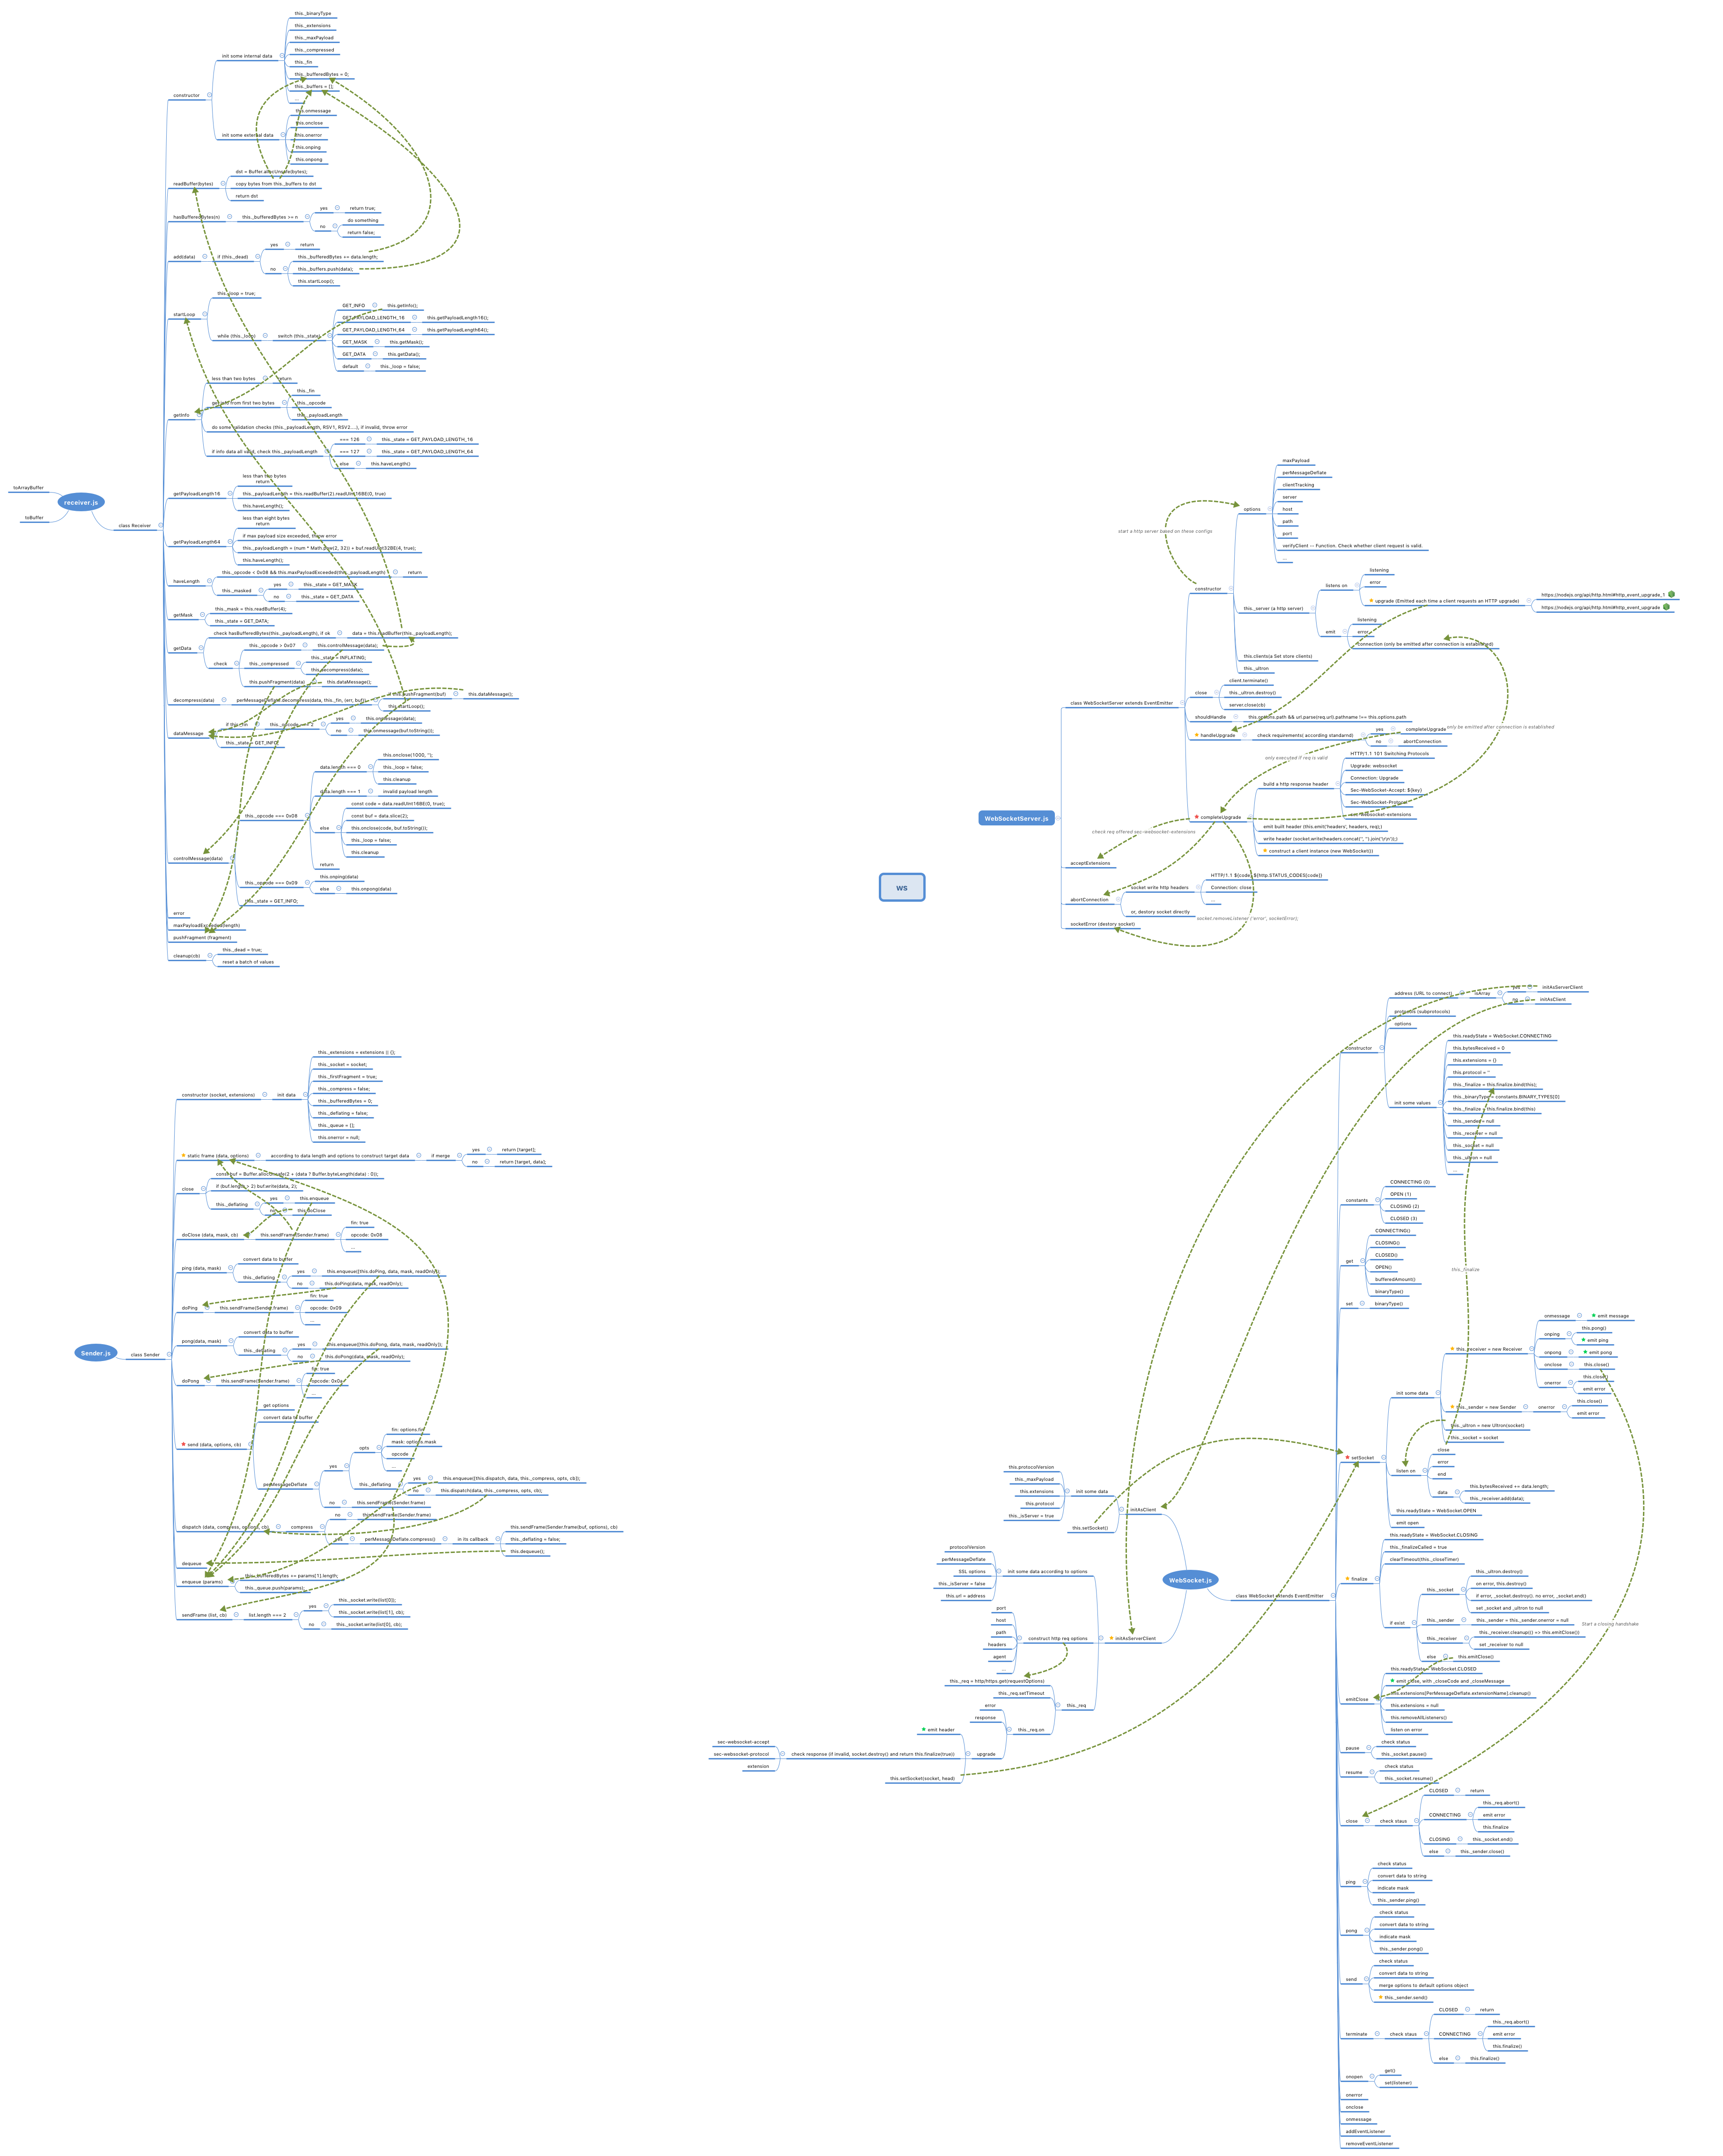 this._binaryType
this._extensions
this._maxPayload
this._compressed
init some internal data
this._fin
this._bufferedBytes = 0;
this._buffers = [];
...
constructor
this.onmessage
this.onclose
init some external data
this.onerror
this.onping
this.onpong
dst = Buffer.allocUnsafe(bytes);
readBuffer(bytes)
copy bytes from this._buffers to dst
return dst
hasBufferedBytes(n)
this._bufferedBytes >= n
yes
return true;
no
do something
return false;
add(data)
if (this._dead)
yes
return
no
this._bufferedBytes += data.length;
this._buffers.push(data);
this.startLoop();
startLoop
this._loop = true;
while (this._loop)
switch (this._state)
GET_INFO
this.getInfo();
GET_PAYLOAD_LENGTH_16
this.getPayloadLength16();
GET_PAYLOAD_LENGTH_64
this.getPayloadLength64();
GET_MASK
this.getMask();
GET_DATA
this.getData();
default
this._loop = false;
getInfo
less than two bytes
return
get info from first two bytes
this._fin
this._opcode
this._payloadLength
do some validation checks (this._payloadLength, RSV1, RSV2...), if invalid, throw error
if info data all valid, check this._payloadLength
=== 126
this._state = GET_PAYLOAD_LENGTH_16
=== 127
this._state = GET_PAYLOAD_LENGTH_64
else
this.haveLength()
toArrayBuffer
receiver.js
toBuffer
class Receiver
getPayloadLength16
less than two bytes
return
this._payloadLength = this.readBuffer(2).readUInt16BE(0, true)
this.haveLength();
getPayloadLength64
less than eight bytes
return
if max payload size exceeded, throw error
this._payloadLength = (num * Math.pow(2, 32)) + buf.readUInt32BE(4, true);
this.haveLength();
haveLength
this._opcode < 0x08 && this.maxPayloadExceeded(this._payloadLength)
return
this._masked
yes
this._state = GET_MASK
no
this._state = GET_DATA
getMask
this._mask = this.readBuffer(4);
this._state = GET_DATA;
getData
check hasBufferedBytes(this._payloadLength), if ok
data = this.readBuffer(this._payloadLength);
check
this._opcode > 0x07
this.controlMessage(data);
this._compressed
this._state = INFLATING;
this.decompress(data);
this.pushFragment(data)
this.dataMessage();
decompress(data)
perMessageDeflate.decompress(data, this._fin, (err, buf))
this.pushFragment(buf)
this.dataMessage();
this.startLoop();
dataMessage
if this._fin
this._opcode === 2
yes
this.onmessage(data);
no
this.onmessage(buf.toString());
this._state = GET_INFO;
controlMessage(data)
this._opcode === 0x08
data.length === 0
this.onclose(1000, '');
this._loop = false;
this.cleanup
data.length === 1
invalid payload length
else
const code = data.readUInt16BE(0, true);
const buf = data.slice(2);
this.onclose(code, buf.toString());
this._loop = false;
this.cleanup
return
this._opcode === 0x09
this.onping(data)
else
this.onpong(data)
this._state = GET_INFO;
error
maxPayloadExceeded(length)
pushFragment (fragment)
cleanup(cb)
this._dead = true;
reset a batch of values
ws
WebSocketServer.js
class WebSocketServer extends EventEmitter
constructor
start a http server based on these configs
options
maxPayload
perMessageDeflate
clientTracking
server
host
path
port
verifyClient -- Function. Check whether client request is valid.
...
this._server (a http server)
listens on
listening
error
upgrade (Emitted each time a client requests an HTTP upgrade)
https://nodejs.org/api/http.html#http_event_upgrade_1
https://nodejs.org/api/http.html#http_event_upgrade
emit
listening
error
connection (only be emitted after connection is established)
this.clients(a Set store clients)
this._ultron
close
client.terminate()
this._ultron.destroy()
server.close(cb)
shouldHandle
this.options.path && url.parse(req.url).pathname !== this.options.path
handleUpgrade
check requirements( according standarnd)
yes
completeUpgrade
only be emitted after connection is established
no
abortConnection
only executed if req is valid
completeUpgrade
build a http response header
HTTP/1.1 101 Switching Protocols
Upgrade: websocket
Connection: Upgrade
Sec-WebSocket-Accept: ${key}
Sec-WebSocket-Protocol
emit built header (this.emit('headers', headers, req);)
write header (socket.write(headers.concat('', '').join('\r\n');)
construct a client instance (new WebSocket())
check req offered sec-websocket-extensions
acceptExtensions
abortConnection
socket write http headers
HTTP/1.1 ${code} ${http.STATUS_CODES[code]}
Connection: close
...
or, destory socket directly
socket.removeListener ('error', socketError);
socketError (destory socket)
Sender.js
class Sender
constructor (socket, extensions)
init data
this._extensions = extensions || {};
this._socket = socket;
this._firstFragment = true;
this._compress = false;
this._bufferedBytes = 0;
this._deflating = false;
this._queue = [];
this.onerror = null;
static frame (data, options)
according to data length and options to construct target data
if merge
yes
return [target];
no
return [target, data];
close
const buf = Buffer.allocUnsafe(2 + (data ? Buffer.byteLength(data) : 0));
if (buf.length > 2) buf.write(data, 2);
this._deflating
yes
this.enqueue
no
this.doClose
doClose (data, mask, cb)
this.sendFrame(Sender.frame)
fin: true
opcode: 0x08
...
ping (data, mask)
convert data to buffer
this._deflating
yes
this.enqueue([this.doPing, data, mask, readOnly]);
no
this.doPing(data, mask, readOnly);
doPing
this.sendFrame(Sender.frame)
fin: true
opcode: 0x09
...
pong(data, mask)
convert data to buffer
this._deflating
yes
this.enqueue([this.doPong, data, mask, readOnly]);
no
this.doPong(data, mask, readOnly);
doPong
this.sendFrame(Sender.frame)
fin: true
opcode: 0x0a
...
send (data, options, cb)
get options
convert data to buffer
perMessageDeflate
yes
opts
fin: options.fin
mask: options.mask
opcode
...
this._deflating
yes
this.enqueue([this.dispatch, data, this._compress, opts, cb]);
no
this.dispatch(data, this._compress, opts, cb);
no
this.sendFrame(Sender.frame)
dispatch (data, compress, options, cb)
compress
no
this.sendFrame(Sender.frame)
yes
perMessageDeflate.compress()
in its callback
this.sendFrame(Sender.frame(buf, options), cb)
this._deflating = false;
this.dequeue();
dequeue
enqueue (params)
this._bufferedBytes += params[1].length;
this._queue.push(params);
sendFrame (list, cb)
list.length === 2
yes
this._socket.write(list[0]);
this._socket.write(list[1], cb);
no
this._socket.write(list[0], cb);
WebSocket.js
initAsClient
init some data
this.protocolVersion
this._maxPayload
this.extensions
this.protocol
this._isServer = true
this.setSocket()
initAsServerClient
init some data according to options
protocolVersion
perMessageDeflate
SSL options
this._isServer = false
this.url = address
construct http req options
port
host
path
headers
agent
...
this._req
this._req = http/https.get(requestOptions)
this._req.setTimeout
this._req.on
error
response
upgrade
emit header
check response (if invalid, socket.destroy() and return this.finalize(true))
sec-websocket-accept
sec-websocket-protocol
extension
this.setSocket(socket, head)
class WebSocket extends EventEmitter
constructor
address (URL to connect)
isArray
yes
initAsServerClient
no
initAsClient
protocols (subprotocols)
options
init some values
this.readyState = WebSocket.CONNECTING
this.bytesReceived = 0
this.extensions = {}
this.protocol = ''
this._finalize = this.finalize.bind(this);
this._binaryType = constants.BINARY_TYPES[0]
this._finalize = this.finalize.bind(this)
this._sender = null
this._receiver = null
this._socket = null
this._ultron = null
...
constants
CONNECTING (0)
OPEN (1)
CLOSING (2)
CLOSED (3)
get
CONNECTING()
CLOSING()
CLOSED()
OPEN()
bufferedAmount()
binaryType()
this._finalize
set
binaryType()
setSocket
init some data
this._receiver = new Receiver
onmessage
emit message
onping
this.pong()
emit ping
onpong
emit pong
onclose
this.close()
onerror
this.close()
emit error
this._sender = new Sender
onerror
this.close()
emit error
this._ultron = new Ultron(socket)
this._socket = socket
listen on
close
error
end
data
this.bytesReceived += data.length;
this._receiver.add(data);
this.readyState = WebSocket.OPEN
emit open
finalize
this.readyState = WebSocket.CLOSING
this._finalizeCalled = true
clearTimeout(this._closeTimer)
if exist
this._socket
this._ultron.destroy()
on error, this.destroy()
if error, _socket.destroy(). no error, _socket.end()
set _socket and _ultron to null
this._sender
this._sender = this._sender.onerror = null
Start a closing handshake
this._receiver
this._receiver.cleanup(() => this.emitClose())
set _receiver to null
else
this.emitClose()
emitClose
this.readyState = WebSocket.CLOSED
emit close, with _closeCode and _closeMessage
this.extensions[PerMessageDeflate.extensionName].cleanup()
this.extensions = null
this.removeAllListeners()
listen on error
pause
check status
this._socket.pause()
resume
check status
this._socket.resume()
close
check staus
CLOSED
return
CONNECTING
this._req.abort()
emit error
this.finalize
CLOSING
this._socket.end()
else
this._sender.close()
ping
check status
convert data to string
indicate mask
this._sender.ping()
pong
check status
convert data to string
indicate mask
this._sender.pong()
send
check status
convert data to string
merge options to default options object
this._sender.send()
terminate
check staus
CLOSED
return
CONNECTING
this._req.abort()
emit error
this.finalize()
else
this.finalize()
onopen
get()
set(listener)
onerror
onclose
onmessage
addEventListener
removeEventListener